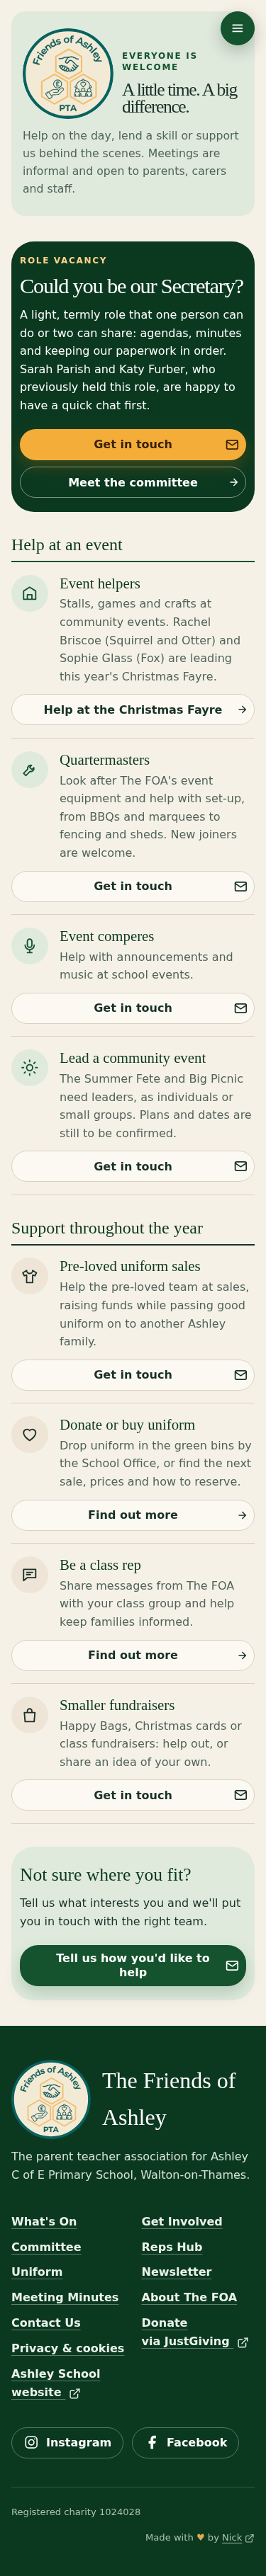 Friends of Ashley
PTA
EVERYONE IS
WELCOME
A little time. A big
difference.
Help on the day, lend a skill or support
us behind the scenes. Meetings are
informal and open to parents, carers
and staff.
ROLE VACANCY
Could you be our Secretary?
A light, termly role that one person can
do or two can share: agendas, minutes
and keeping our paperwork in order.
Sarah Parish and Katy Furber, who
previously held this role, are happy to
have a quick chat first.
Get in touch
Meet the committee
Help at an event
Event helpers
Stalls, games and crafts at
community events. Rachel
Briscoe (Squirrel and Otter) and
Sophie Glass (Fox) are leading
this year's Christmas Fayre.
Help at the Christmas Fayre
Quartermasters
Look after The FOA's event
equipment and help with set-up,
from BBQs and marquees to
fencing and sheds. New joiners
are welcome.
Get in touch
Event comperes
Help with announcements and
music at school events.
Get in touch
Lead a community event
The Summer Fete and Big Picnic
need leaders, as individuals or
small groups. Plans and dates are
still to be confirmed.
Get in touch
Support throughout the year
Pre-loved uniform sales
Help the pre-loved team at sales,
raising funds while passing good
uniform on to another Ashley
family.
Get in touch
Donate or buy uniform
Drop uniform in the green bins by
the School Office, or find the next
sale, prices and how to reserve.
Find out more
Be a class rep
Share messages from The FOA
with your class group and help
keep families informed.
Find out more
Smaller fundraisers
Happy Bags, Christmas cards or
class fundraisers: help out, or
share an idea of your own.
Get in touch
Not sure where you fit?
Tell us what interests you and we'll put
you in touch with the right team.
Tell us how you'd like to
help
Friends of Ashley
PTA
The Friends of
Ashley
The parent teacher association for Ashley
C of E Primary School, Walton-on-Thames.
What's On
Committee
Uniform
Meeting Minutes
Contact Us
Privacy & cookies
Ashley School
website
Get Involved
Reps Hub
Newsletter
About The FOA
Donate
via JustGiving
Instagram
Facebook
Registered charity 1024028
Made with ♥ by Nick